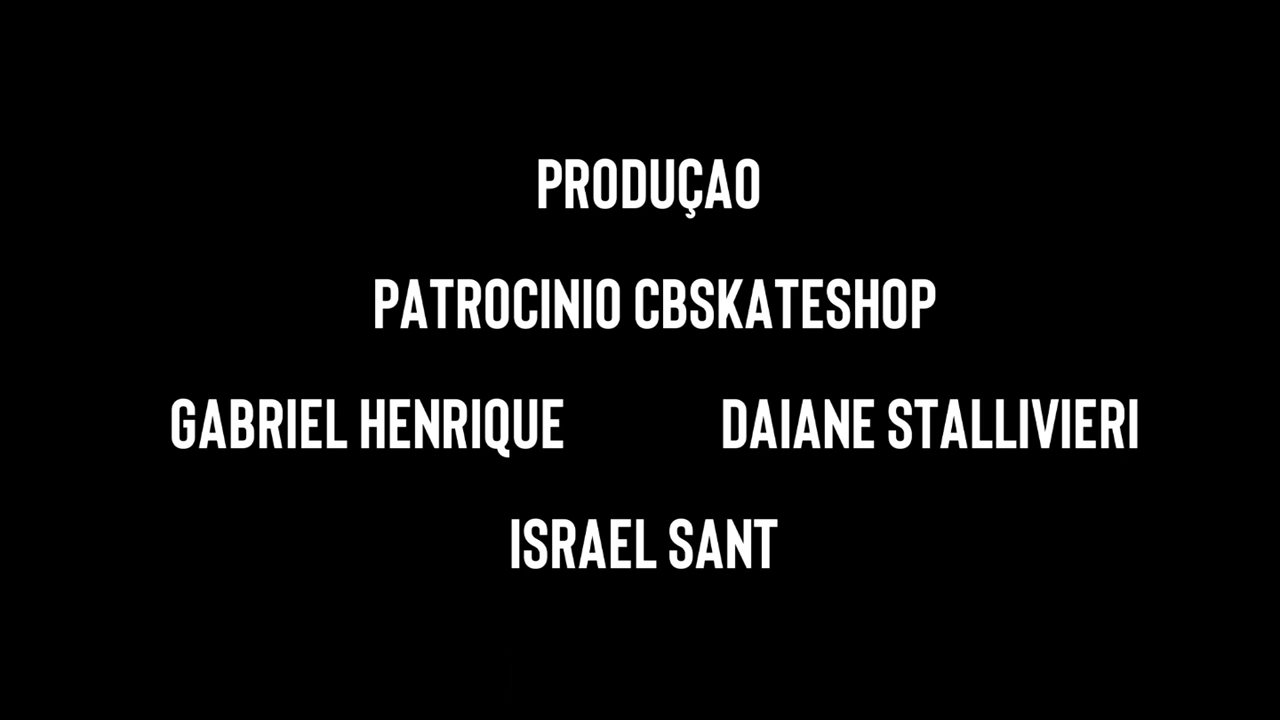 PRODUÇAO
PATROCINIO CBSKATESHOP
GABRIEL HENRIQUE DAIANE STALLIVIERI
ISRAEL SANT